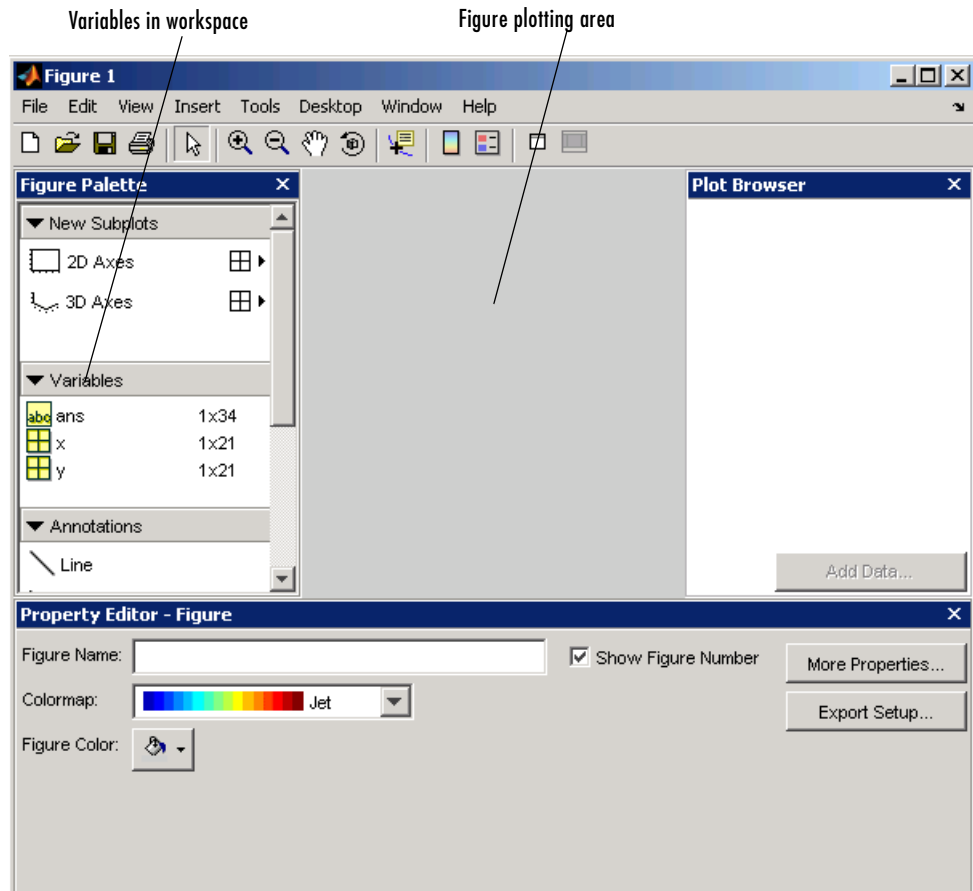 Variables in workspace
Figure plotting area
Figure 1
File Edit View Insert Tools Desktop Window Help
Figure Palette
Plot Browser
New Subplots
2D Axes
3D Axes
Variables
abc ans 1x34
x 1x21
y 1x21
Annotations
Line
Add Data...
Property Editor - Figure
Figure Name:
Show Figure Number
More Properties...
Colormap:
Jet
Export Setup...
Figure Color: